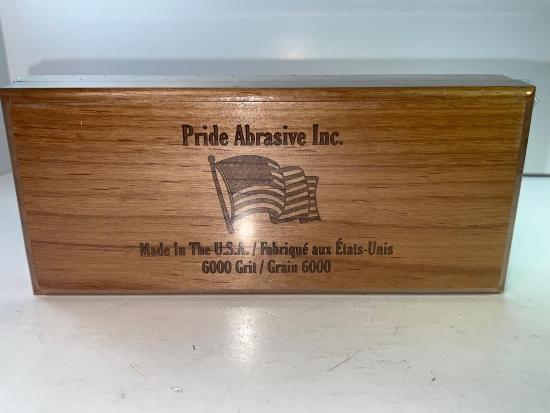 Pride Abrasive Inc.
Made In The U.S.A. / Fabriqué aux États-Unis
6000 Grit / Grain 6000